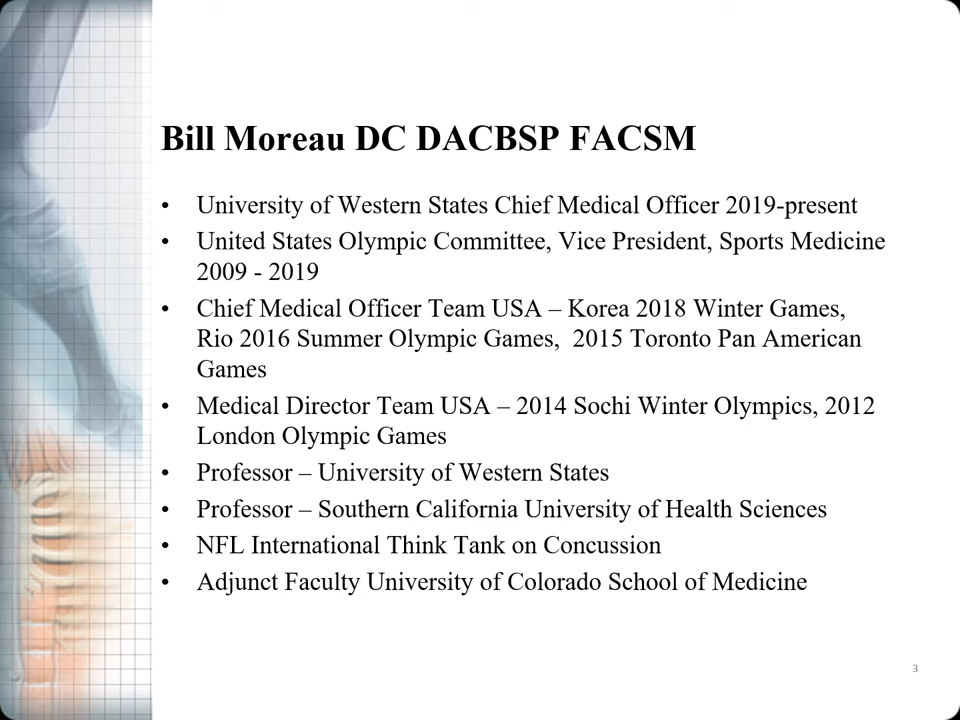 Bill Moreau DC DACBSP FACSM
• University of Western States Chief Medical Officer 2019-present
• United States Olympic Committee, Vice President, Sports Medicine
2009 - 2019
• Chief Medical Officer Team USA – Korea 2018 Winter Games,
Rio 2016 Summer Olympic Games,  2015 Toronto Pan American
Games
• Medical Director Team USA – 2014 Sochi Winter Olympics, 2012
London Olympic Games
• Professor – University of Western States
• Professor – Southern California University of Health Sciences
• NFL International Think Tank on Concussion
• Adjunct Faculty University of Colorado School of Medicine
3